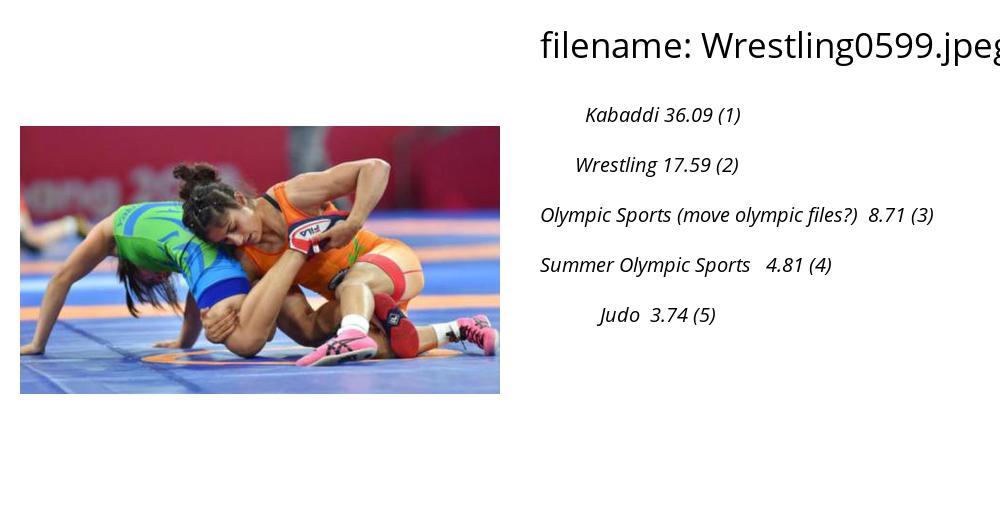 filename: Wrestling0599.jpeg
Kabaddi 36.09 (1)
Wrestling 17.59 (2)
Olympic Sports (move olympic files?) 8.71 (3)
Summer Olympic Sports 4.81 (4)
Judo 3.74 (5)
FILA